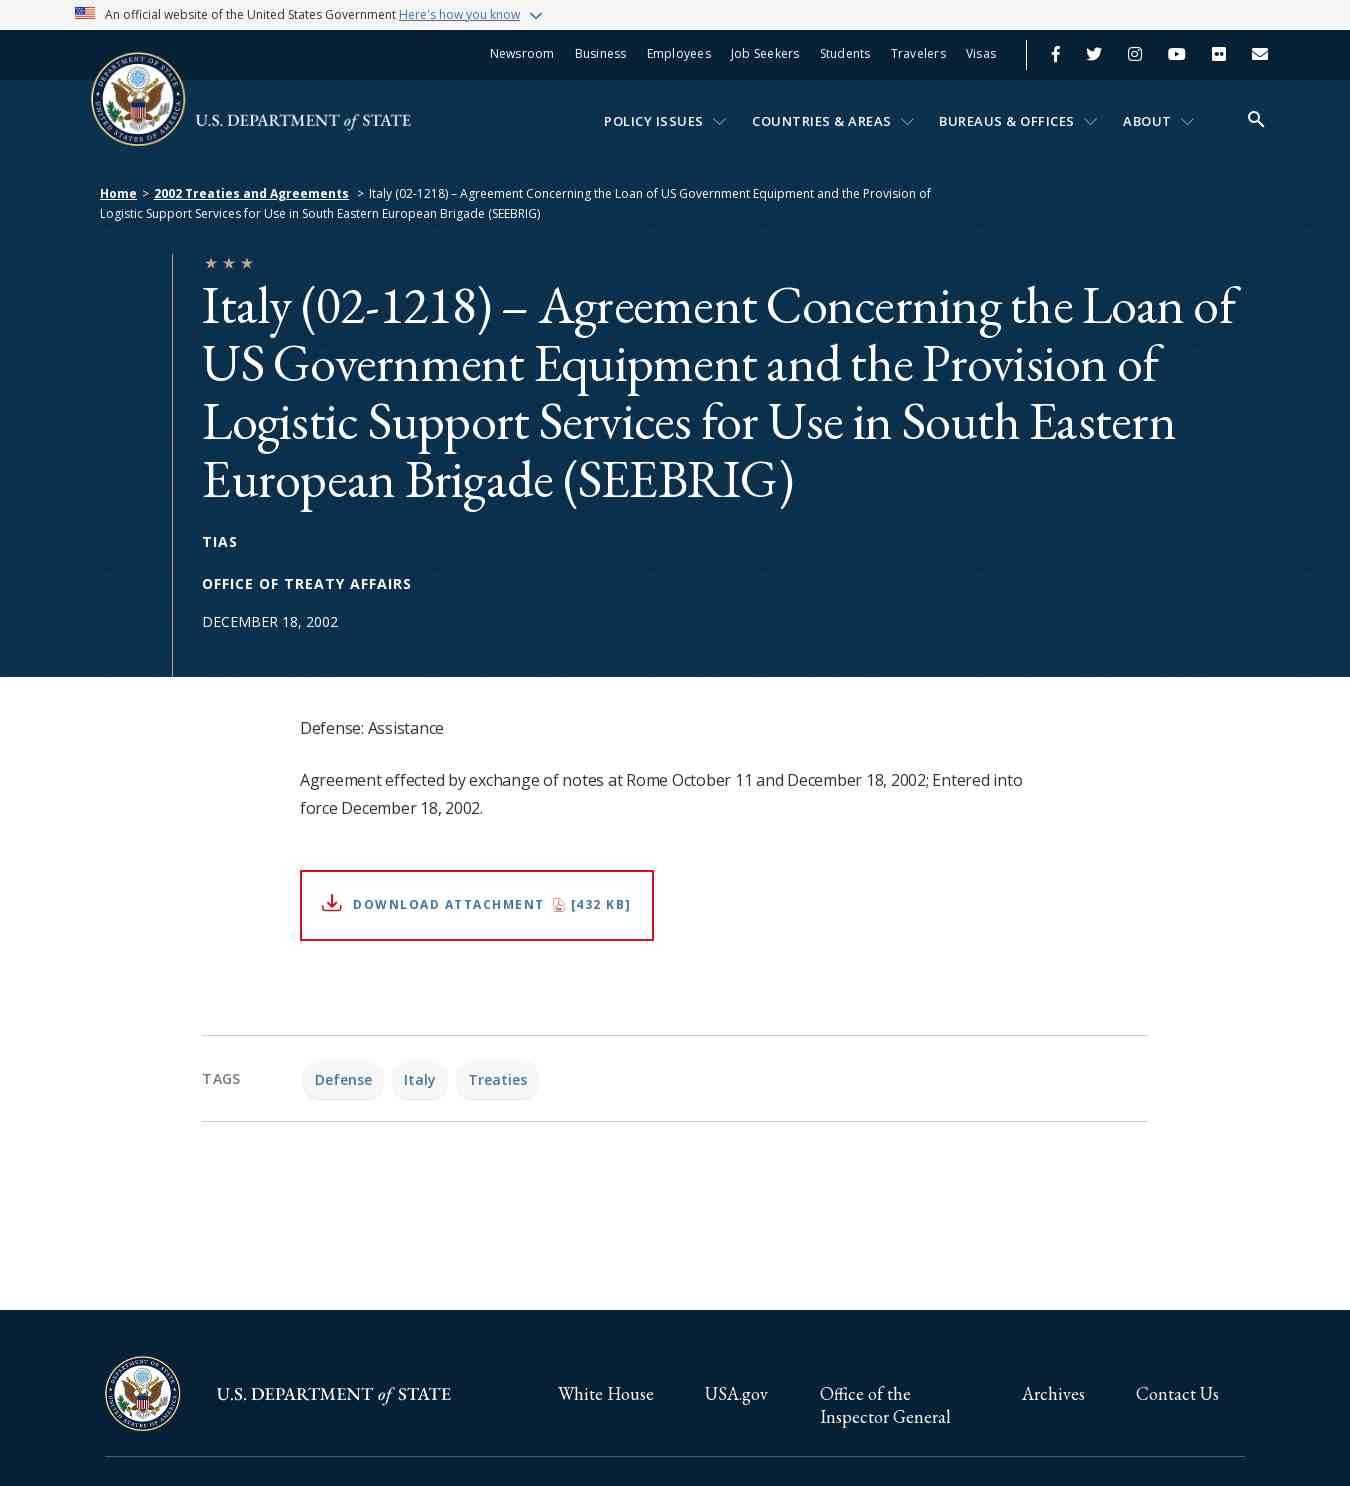 An official website of the United States Government Here's how you know
Newsroom Business Employees Job Seekers Students Travelers Visas
U.S. DEPARTMENT of STATE
POLICY ISSUES COUNTRIES & AREAS BUREAUS & OFFICES ABOUT
Home > 2002 Treaties and Agreements > Italy (02-1218) – Agreement Concerning the Loan of US Government Equipment and the Provision of
Logistic Support Services for Use in South Eastern European Brigade (SEEBRIG)
Italy (02-1218) – Agreement Concerning the Loan of
US Government Equipment and the Provision of
Logistic Support Services for Use in South Eastern
European Brigade (SEEBRIG)
TIAS
OFFICE OF TREATY AFFAIRS
DECEMBER 18, 2002
Defense: Assistance
Agreement effected by exchange of notes at Rome October 11 and December 18, 2002; Entered into
force December 18, 2002.
DOWNLOAD ATTACHMENT [432 KB]
TAGS Defense Italy Treaties
U.S. DEPARTMENT of STATE
White House USA.gov Office of the Archives Contact Us
Inspector General